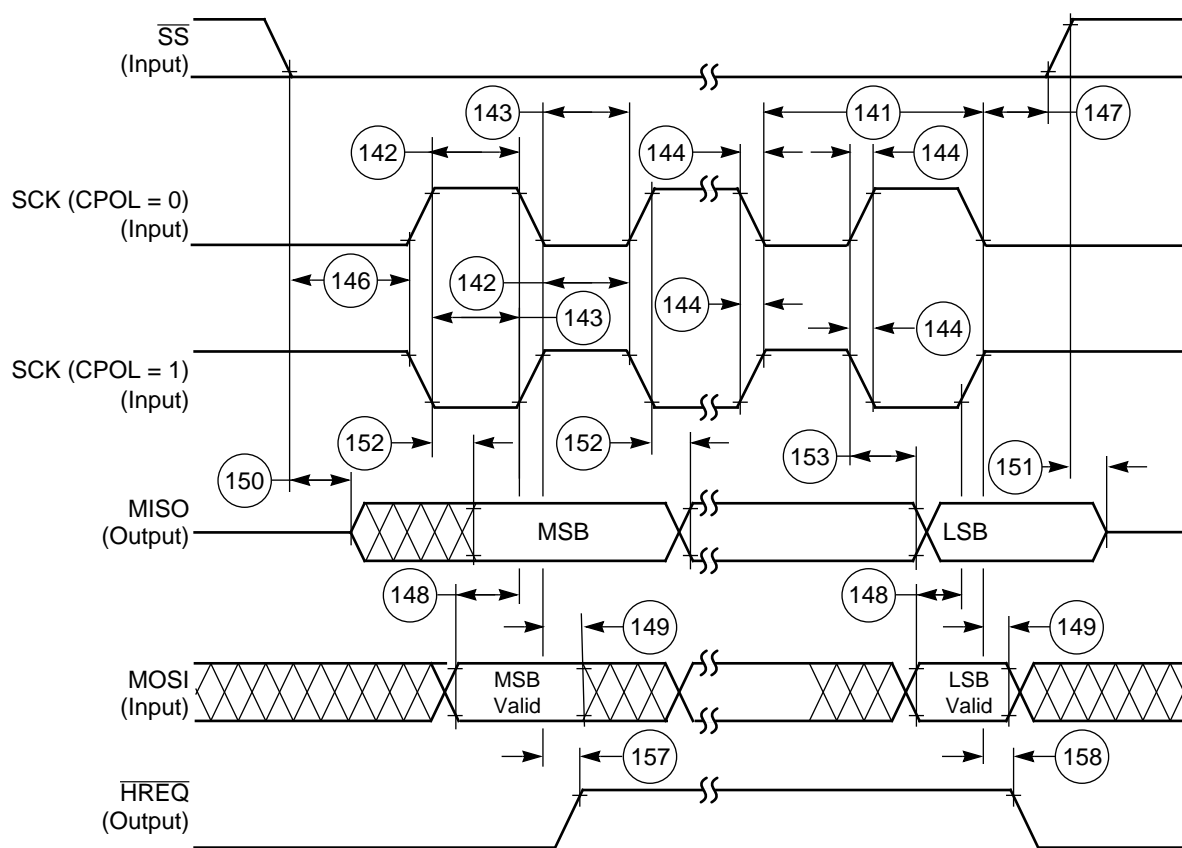 SS
(Input)
143
141
147
142
144
144
SCK (CPOL = 0)
(Input)
146
142
144
143
144
SCK (CPOL = 1)
(Input)
152
152
153
151
150
MISO
(Output)
MSB
LSB
148
148
149
149
MOSI
(Input)
MSB
Valid
LSB
Valid
157
158
HREQ
(Output)